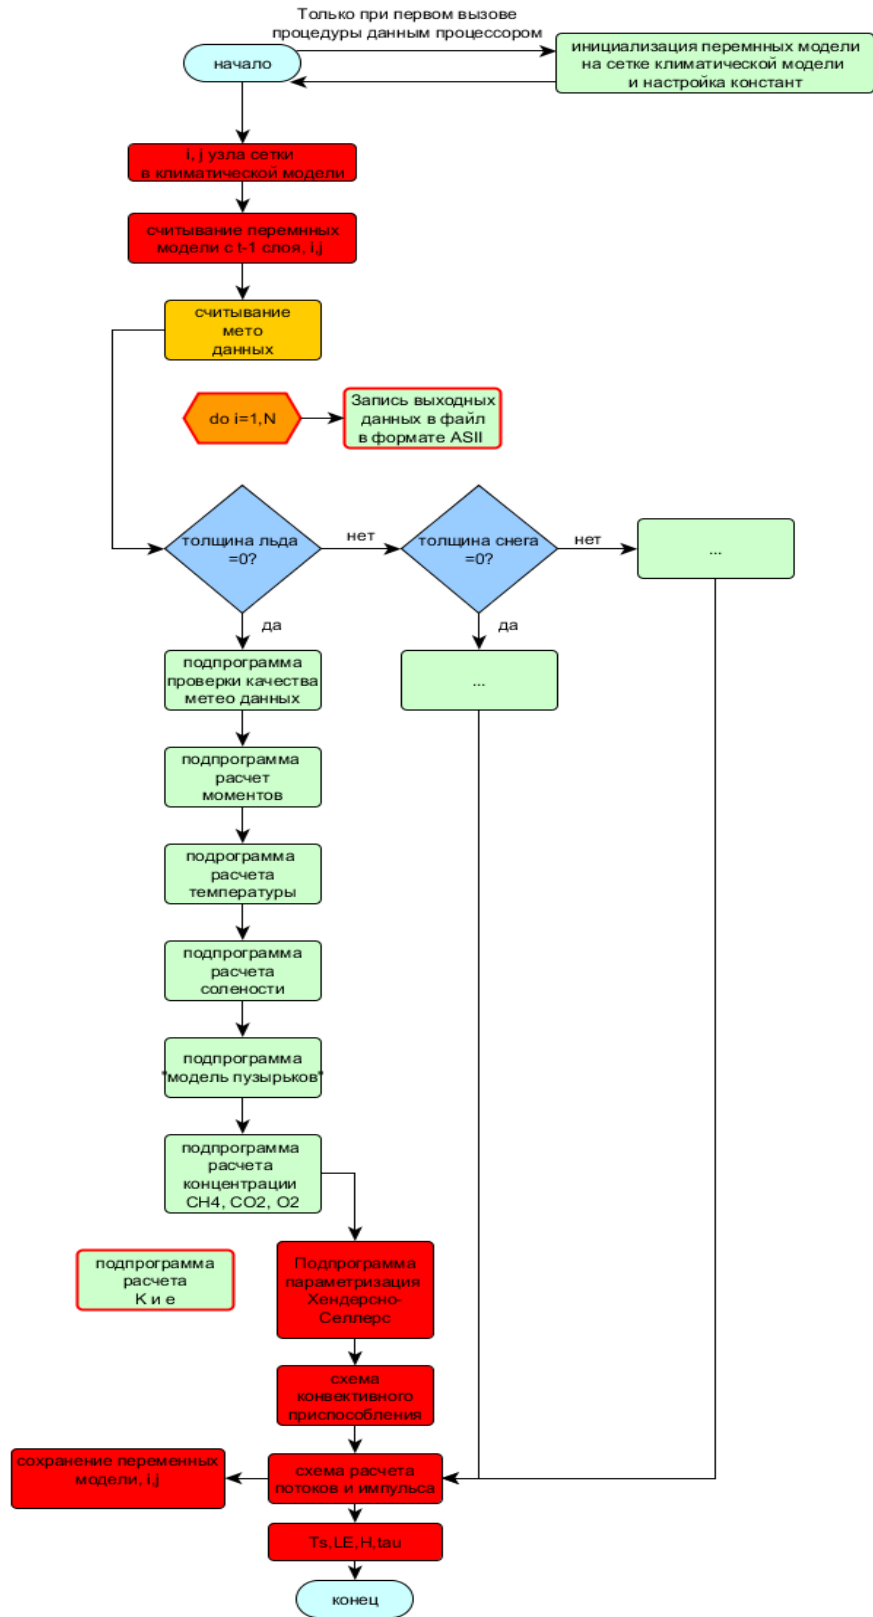 Только при первом вызове
процедуры данным процессором
начало
инициализация перемнных модели
на сетке климатической модели
и настройка констант
i, j узла сетки
в климатической модели
считывание перемнных
модели с t-1 слоя, i,j
считывание
мето
данных
do i=1,N
Запись выходных
данных в файл
в формате ASII
толщина льда
=0?
нет
толщина снега
=0?
нет
...
да
да
подпрограмма
проверки качества
метео данных
...
подпрограмма
расчет
моментов
подрограмма
расчета
температуры
подпрограмма
расчета
солености
подпрограмма
"модель пузырьков"
подпрограмма
расчета
концентрации
CH4, CO2, O2
подпрограмма
расчета
K и e
Подпрограмма
параметризация
Хендерсно-
Селлерс
схема
конвективного
приспособления
сохранение переменных
модели, i,j
схема расчета
потоков и импульса
Ts,LE,H,tau
конец